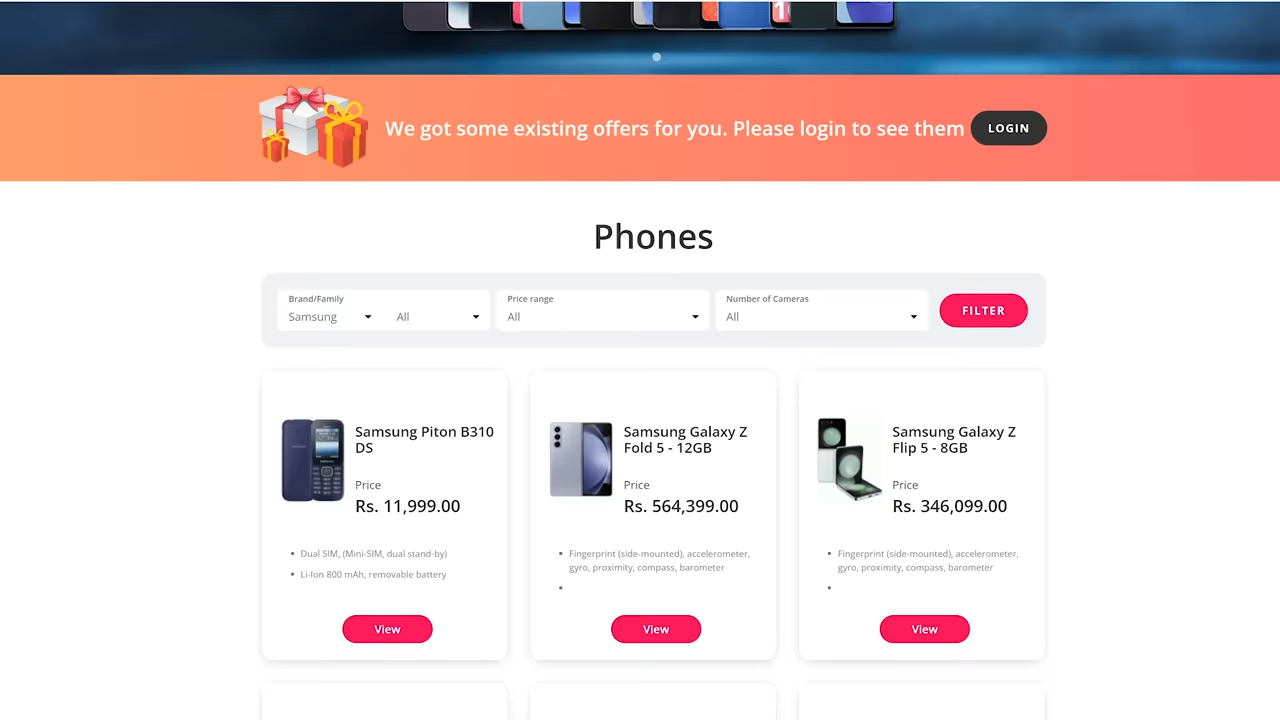 We got some existing offers for you. Please login to see them
LOGIN
Phones
Brand/Family
Samsung
All
Price range
All
Number of Cameras
All
FILTER
Samsung Piton B310
DS
Price
Rs. 11,999.00
Dual SIM, (Mini-SIM, dual stand-by)
Li-Ion 800 mAh, removable battery
View
Samsung Galaxy Z
Fold 5 - 12GB
Price
Rs. 564,399.00
Fingerprint (side-mounted), accelerometer,
gyro, proximity, compass, barometer
View
Samsung Galaxy Z
Flip 5 - 8GB
Price
Rs. 346,099.00
Fingerprint (side-mounted), accelerometer,
gyro, proximity, compass, barometer
View